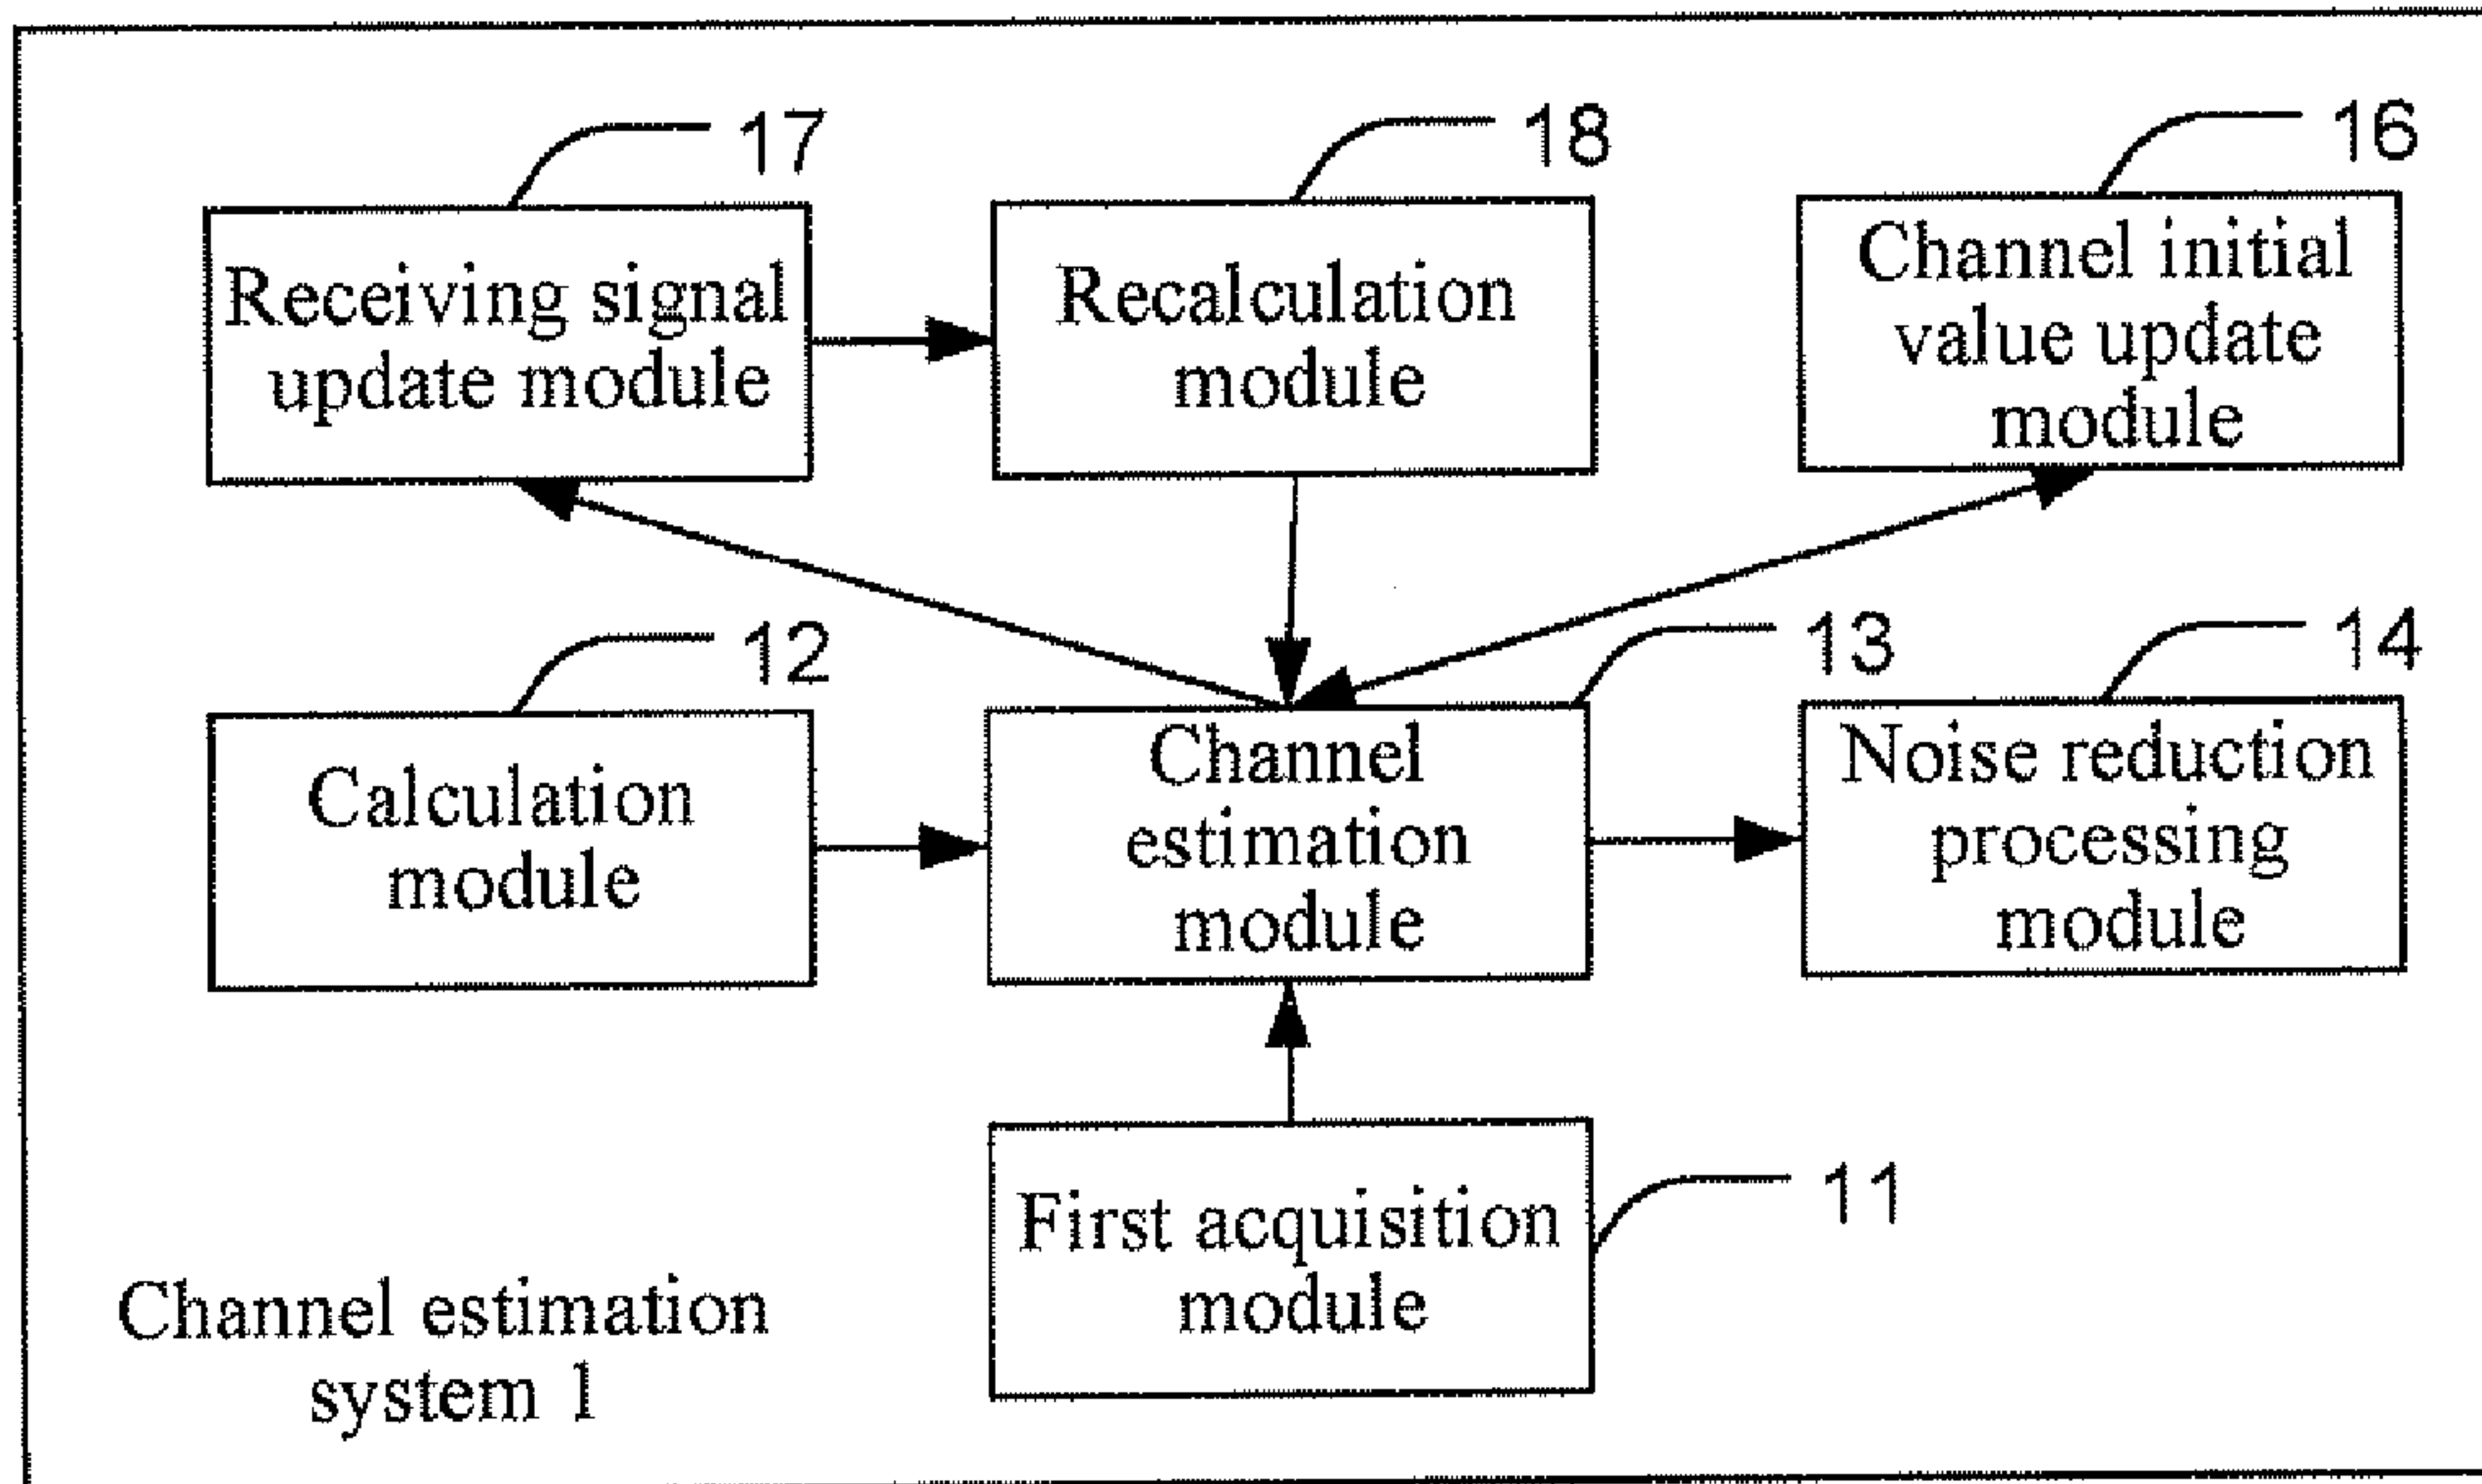 17
18
16
Receiving signal
update module
Recalculation
module
Channel initial
value update
module
12
13
14
Calculation
module
Channel
estimation
module
Noise reduction
processing
module
11
First acquisition
module
Channel estimation
system 1